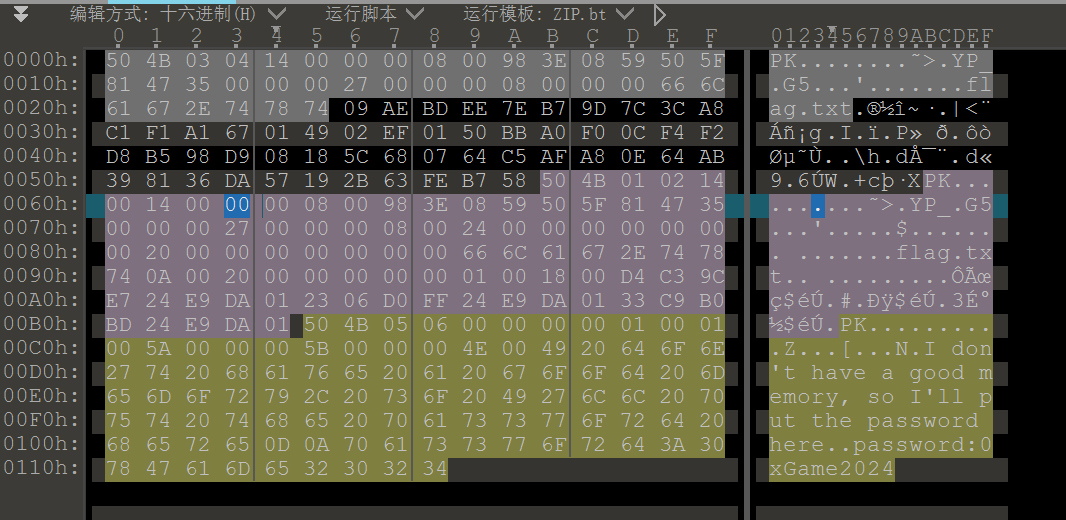 编辑方式: 十六进制(H) 运行脚本 运行模板: ZIP.bt
0 1 2 3 4 5 6 7 8 9 A B C D E F 0123456789ABCDEF
0000h: 50 4B 03 04 14 00 00 00 08 00 98 3E 08 59 50 5F PK........˜>.YP_
0010h: 81 47 35 00 00 00 27 00 00 00 08 00 00 00 66 6C .G5...'.......fl
0020h: 61 67 2E 74 78 74 09 AE BD EE 7E B7 9D 7C 3C A8 ag.txt.®½î~·.|<¨
0030h: C1 F1 A1 67 01 49 02 EF 01 50 BB A0 F0 0C F4 F2 Áñ¡g.I.ï.P» ð.ôò
0040h: D8 B5 98 D9 08 18 5C 68 07 64 C5 AF A8 0E 64 AB Øµ˜Ù..\h.dÅ¯¨.d«
0050h: 39 81 36 DA 57 19 2B 63 FE B7 58 50 4B 01 02 14 9.6ÚW.+cþ·XPK...
0060h: 00 14 00 00 00 08 00 98 3E 08 59 50 5F 81 47 35 .......˜>.YP_.G5
0070h: 00 00 00 27 00 00 00 08 00 24 00 00 00 00 00 00 ...'.....$......
0080h: 00 20 00 00 00 00 00 00 00 66 6C 61 67 2E 74 78 . .......flag.tx
0090h: 74 0A 00 20 00 00 00 00 00 01 00 18 00 D4 C3 9C t.. .........ÔÃœ
00A0h: E7 24 E9 DA 01 23 06 D0 FF 24 E9 DA 01 33 C9 B0 ç$éÚ.#.Ðÿ$éÚ.3É°
00B0h: BD 24 E9 DA 01 50 4B 05 06 00 00 00 00 01 00 01 ½$éÚ.PK.........
00C0h: 00 5A 00 00 00 5B 00 00 00 4E 00 49 20 64 6F 6E .Z...[...N.I don
00D0h: 27 74 20 68 61 76 65 20 61 20 67 6F 6F 64 20 6D 't have a good m
00E0h: 65 6D 6F 72 79 2C 20 73 6F 20 49 27 6C 6C 20 70 emory, so I'll p
00F0h: 75 74 20 74 68 65 20 70 61 73 73 77 6F 72 64 20 ut the password
0100h: 68 65 72 65 0D 0A 70 61 73 73 77 6F 72 64 3A 30 here..password:0
0110h: 78 47 61 6D 65 32 30 32 34 xGame2024